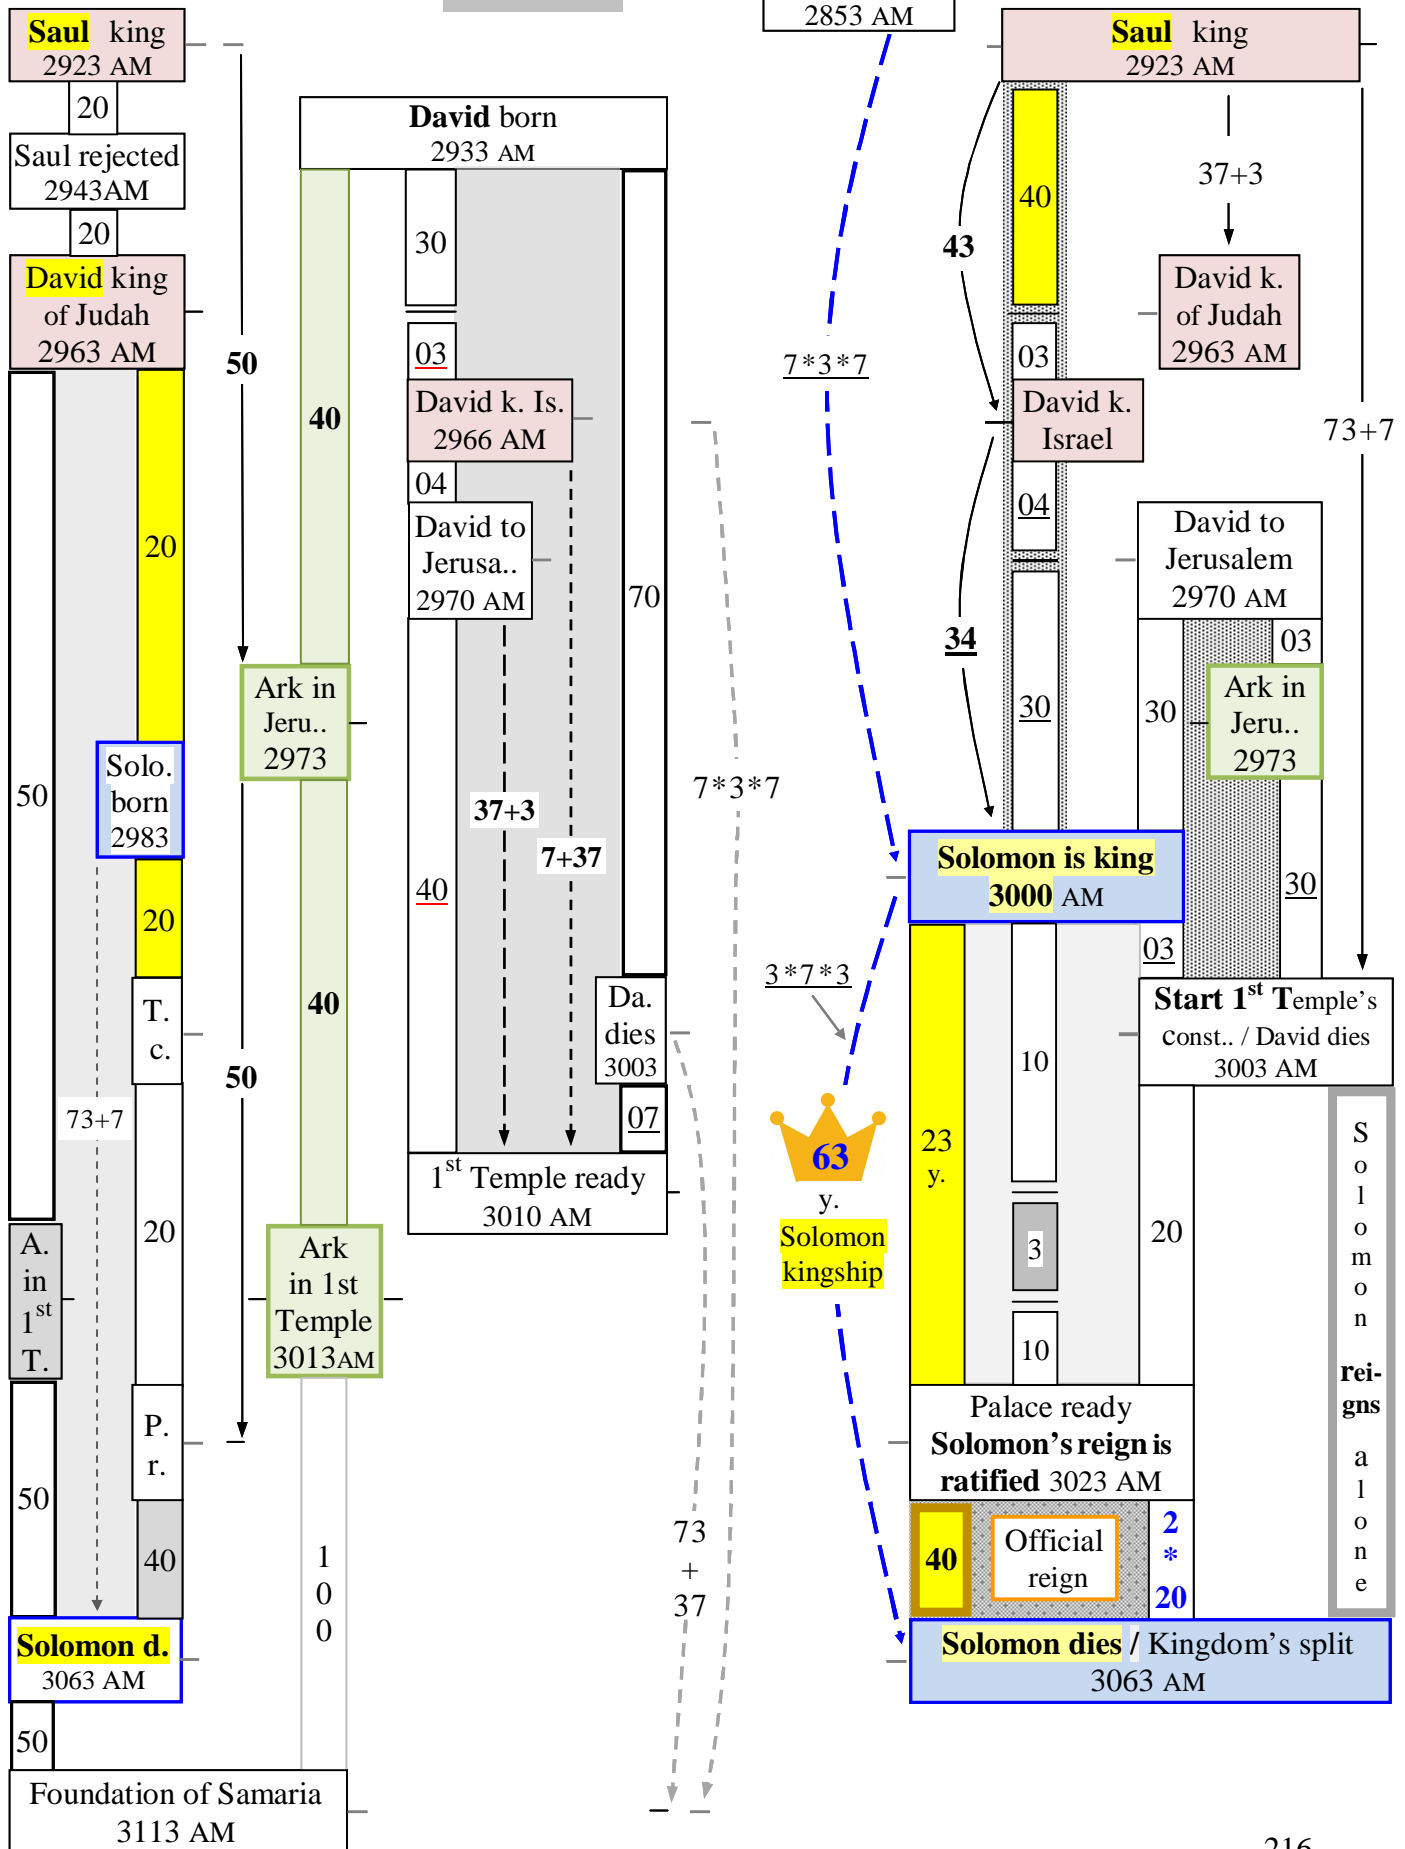 2853 AM
Saul king
2923 AM
20
Saul rejected
2943AM
20
David king
of Judah
2963 AM
50
20
Solo.
born
2983
20
T.
c.
73+7
20
A.
in
1st
T.
P.
r.
50
40
Solomon d.
3063 AM
50
Foundation of Samaria
3113 AM
50
50
David born
2933 AM
40
30
03
David k. Is.
2966 AM
04
David to
Jerusa..
2970 AM
70
Ark in
Jeru..
2973
37+3
7+37
40
40
Da.
dies
3003
07
1st Temple ready
3010 AM
Ark
in 1st
Temple
3013AM
1
0
0
7*3*7
73
+
37
7*3*7
3*7*3
63
y.
Solomon
kingship
Saul king
2923 AM
40
43
37+3
David k.
of Judah
2963 AM
03
David k.
Israel
73+7
04
34
30
David to
Jerusalem
2970 AM
03
30
Ark in
Jeru..
2973
30
Solomon is king
3000 AM
03
Start 1st Temple's
const.. / David dies
3003 AM
23
y.
10
3
10
20
S
o
l
o
m
o
n
rei-
gns
a
l
o
n
e
Palace ready
Solomon's reign is
ratified 3023 AM
40
Official
reign
2
*
20
Solomon dies / Kingdom's split
3063 AM
216